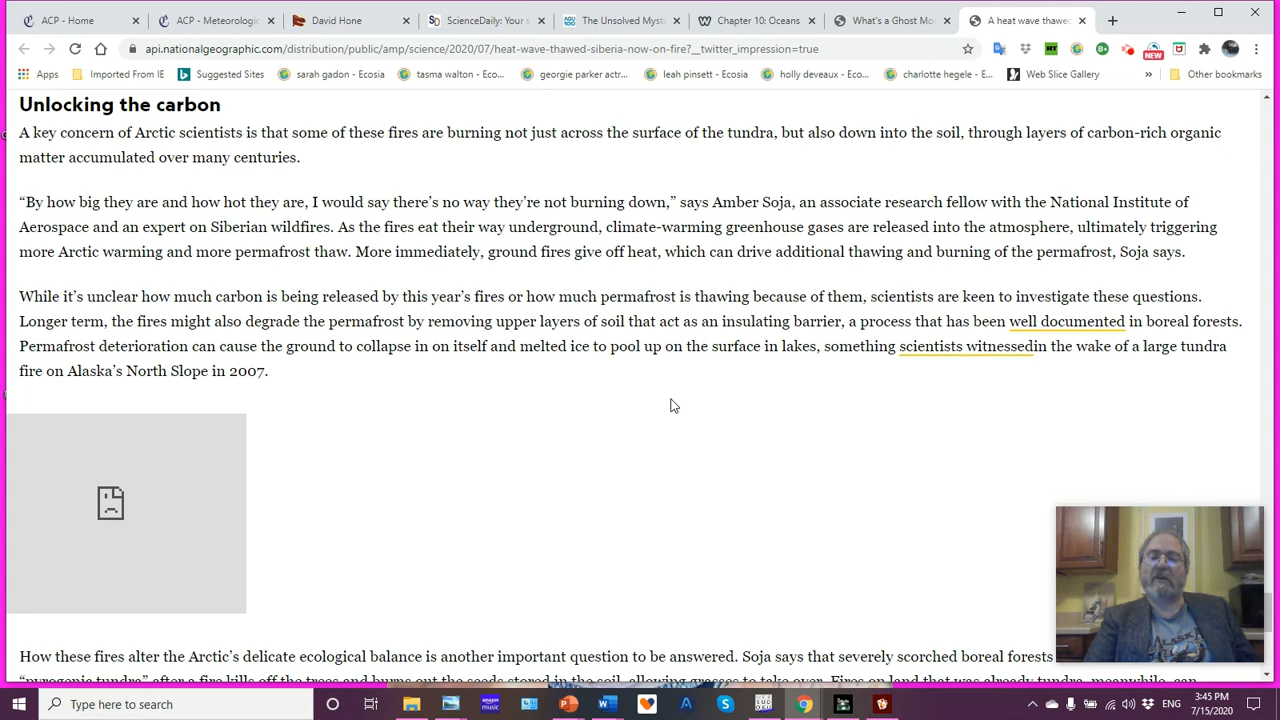 ACP - Home
ACP - Meteorologic
David Hone
ScienceDaily: Your s
The Unsolved Myst
Chapter 10: Oceans
What's a Ghost Mo
A heat wave thawed
api.nationalgeographic.com/distribution/public/amp/science/2020/07/heat-wave-thawed-siberia-now-on-fire?__twitter_impression=true
Apps
Imported From IE
Suggested Sites
sarah gadon - Ecosia
tasma walton - Eco...
georgie parker actr...
leah pinsett - Ecosia
holly deveaux - Eco...
charlotte hegele - E...
Web Slice Gallery
»
Other bookmarks
NEW
Unlocking the carbon
A key concern of Arctic scientists is that some of these fires are burning not just across the surface of the tundra, but also down into the soil, through layers of carbon-rich organic
matter accumulated over many centuries.
“By how big they are and how hot they are, I would say there’s no way they’re not burning down,” says Amber Soja, an associate research fellow with the National Institute of
Aerospace and an expert on Siberian wildfires. As the fires eat their way underground, climate-warming greenhouse gases are released into the atmosphere, ultimately triggering
more Arctic warming and more permafrost thaw. More immediately, ground fires give off heat, which can drive additional thawing and burning of the permafrost, Soja says.
While it’s unclear how much carbon is being released by this year’s fires or how much permafrost is thawing because of them, scientists are keen to investigate these questions.
Longer term, the fires might also degrade the permafrost by removing upper layers of soil that act as an insulating barrier, a process that has been well documented in boreal forests.
Permafrost deterioration can cause the ground to collapse in on itself and melted ice to pool up on the surface in lakes, something scientists witnessedin the wake of a large tundra
fire on Alaska’s North Slope in 2007.
ALASKA
How these fires alter the Arctic’s delicate ecological balance is another important question to be answered. Soja says that severely scorched boreal forests
“pyrogenic tundra” after a fire kills off the trees and burns out the seeds stored in the soil, allowing grasses to take over. Fires on land that was already tundra, meanwhile, can
Type here to search
ENG
3:45 PM
7/15/2020